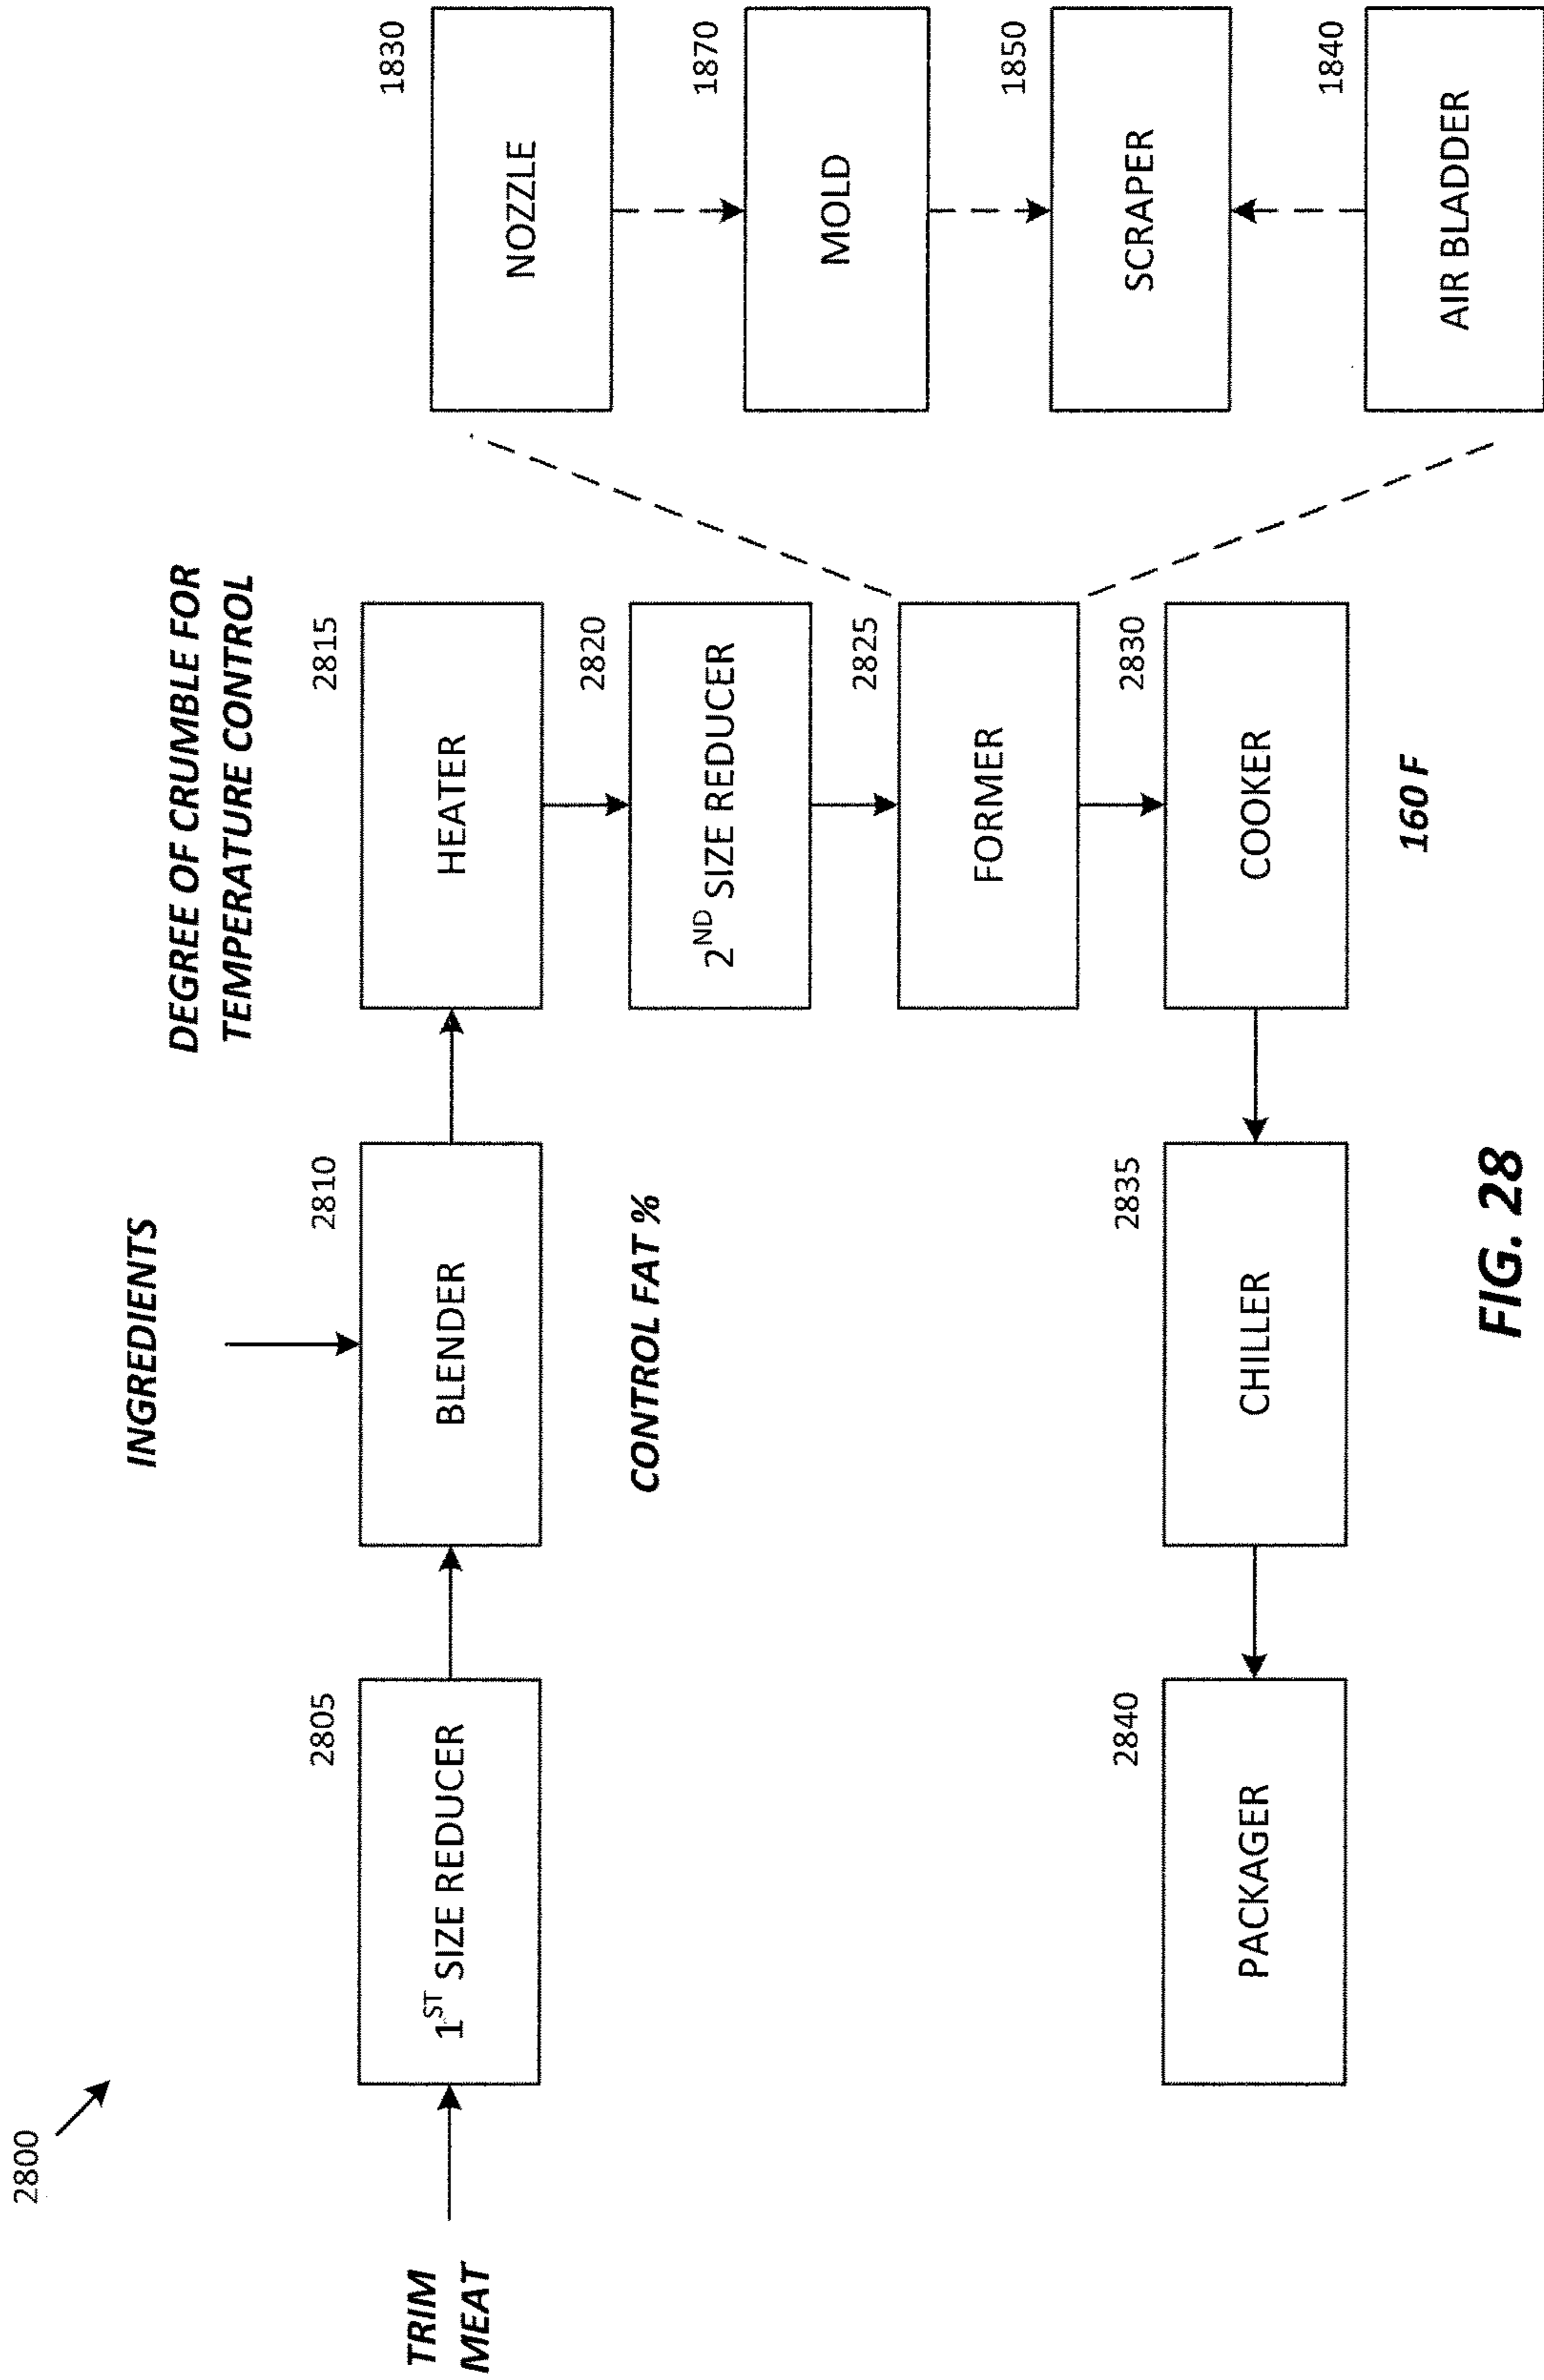 2800
TRIM
MEAT
2805
1ST SIZE REDUCER
INGREDIENTS
2810
BLENDER
CONTROL FAT %
DEGREE OF CRUMBLE FOR
TEMPERATURE CONTROL
2815
HEATER
2820
2ND SIZE REDUCER
2825
FORMER
2830
COOKER
160 F
1830
NOZZLE
1870
MOLD
1850
SCRAPER
1840
AIR BLADDER
2835
CHILLER
2840
PACKAGER
FIG. 28